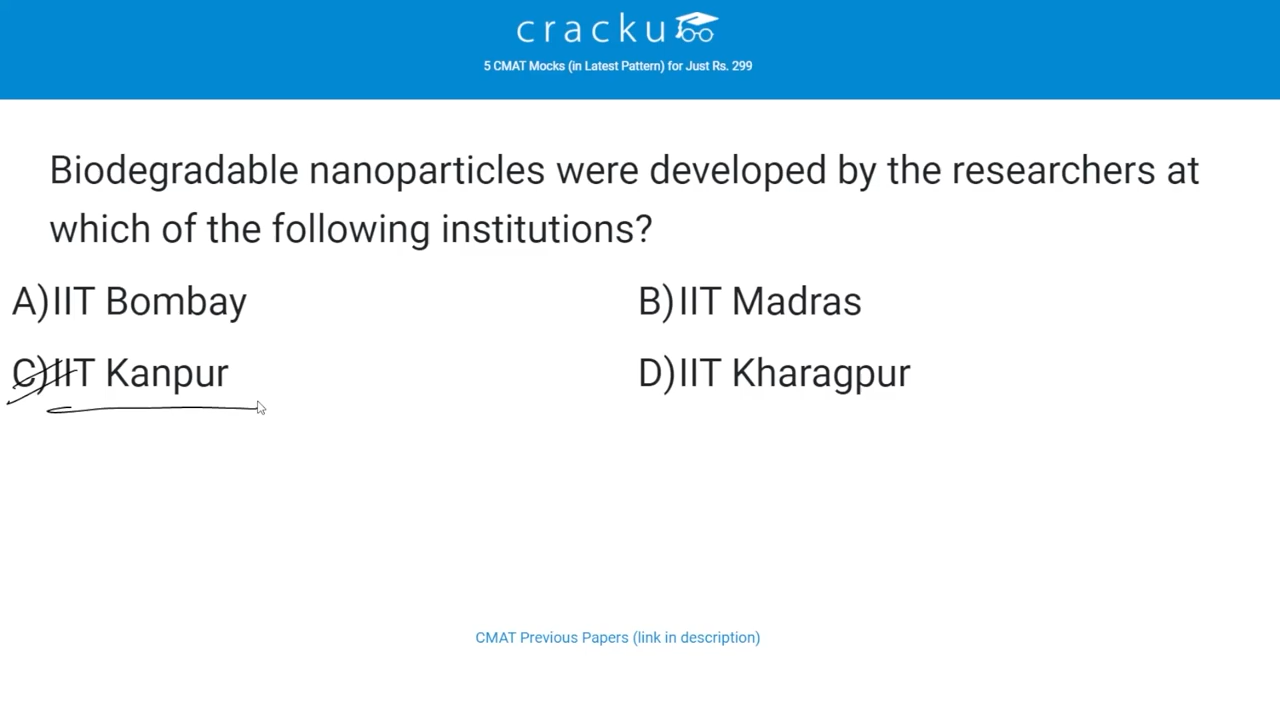 cracku
5 CMAT Mocks (in Latest Pattern) for Just Rs. 299
Biodegradable nanoparticles were developed by the researchers at
which of the following institutions?
A)IIT Bombay
B)IIT Madras
C)IIT Kanpur
D)IIT Kharagpur
CMAT Previous Papers (link in description)